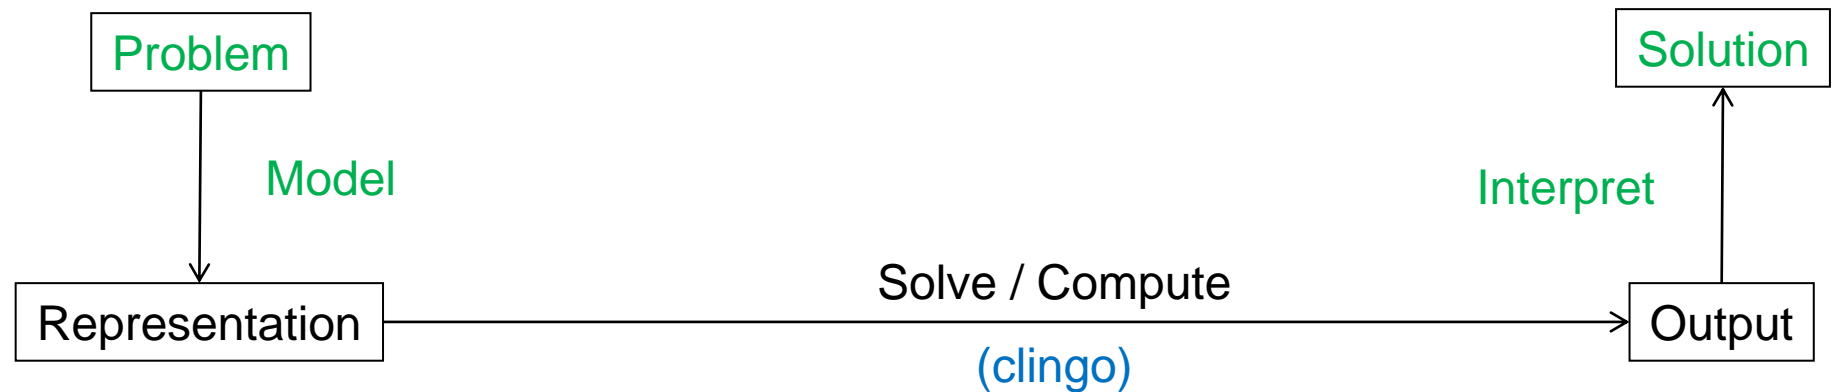 Problem
Solution
Model
Interpret
Solve / Compute
Representation
Output
(clingo)